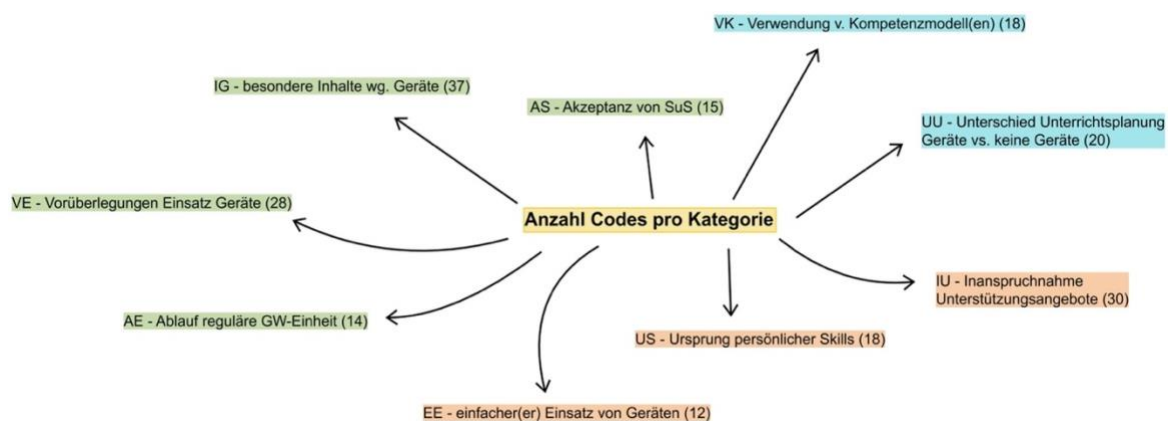 VK - Verwendung v. Kompetenzmodell(en) (18)
IG - besondere Inhalte wg. Geräte (37)
AS - Akzeptanz von SuS (15)
UU - Unterschied Unterrichtsplanung
Geräte vs. keine Geräte (20)
VE - Vorüberlegungen Einsatz Geräte (28)
Anzahl Codes pro Kategorie
IU - Inanspruchnahme
Unterstützungsangebote (30)
AE - Ablauf reguläre GW-Einheit (14)
US - Ursprung persönlicher Skills (18)
EE - einfacher(er) Einsatz von Geräten (12)